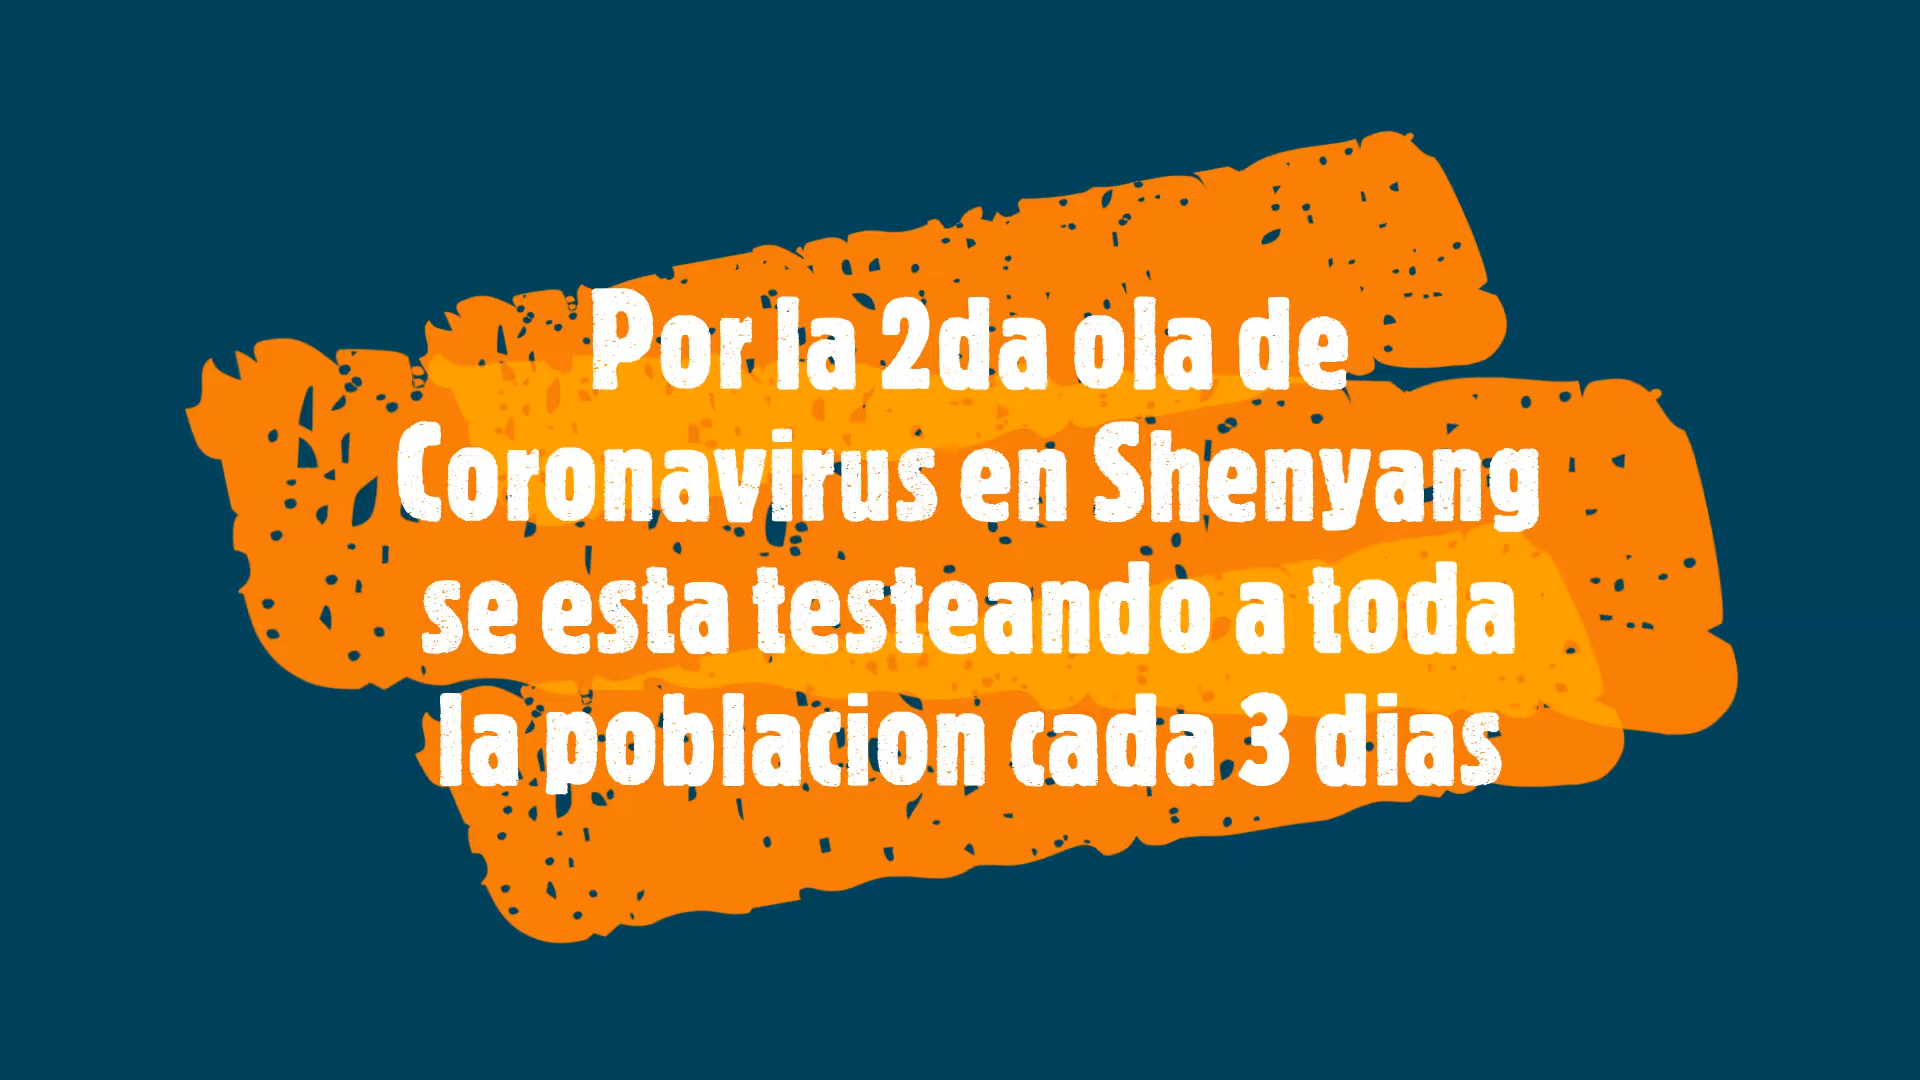 Por la 2da ola de
Coronavirus en Shenyang
se esta testeando a toda
la poblacion cada 3 dias